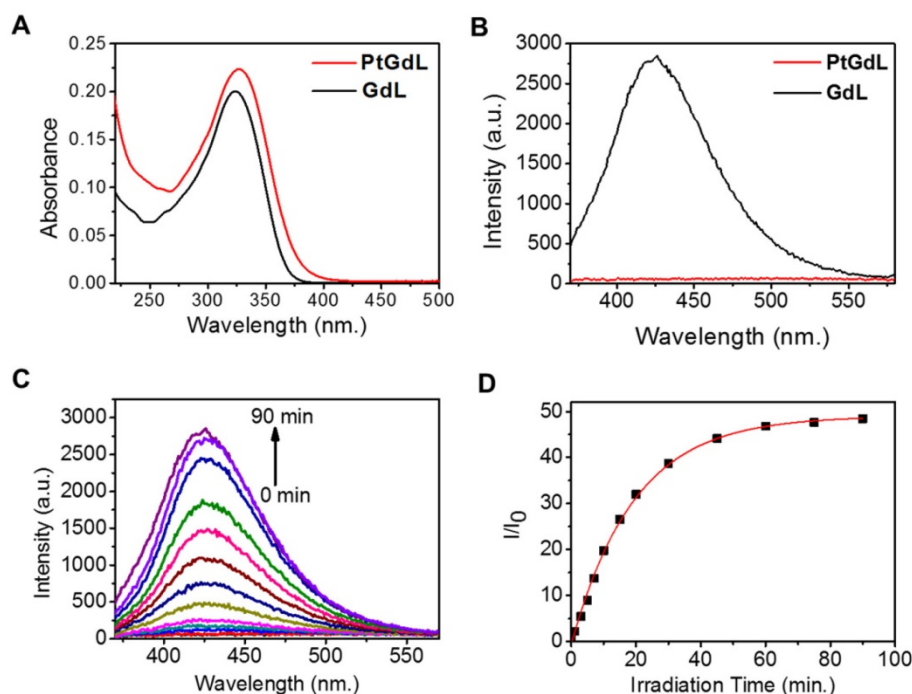 A
Absorbance
0.25
0.20
0.15
0.10
0.05
0.00
PtGdL
GdL
250
300
350
400
450
500
Wavelength (nm.)
B
Intensity (a.u.)
3000
2500
2000
1500
1000
500
0
PtGdL
GdL
400
450
500
550
Wavelength (nm.)
C
Intensity (a.u.)
3000
2500
2000
1500
1000
500
0
90 min
0 min
400
450
500
550
Wavelength (nm.)
D
I/I0
50
40
30
20
10
0
0
20
40
60
80
100
Irradiation Time (min.)